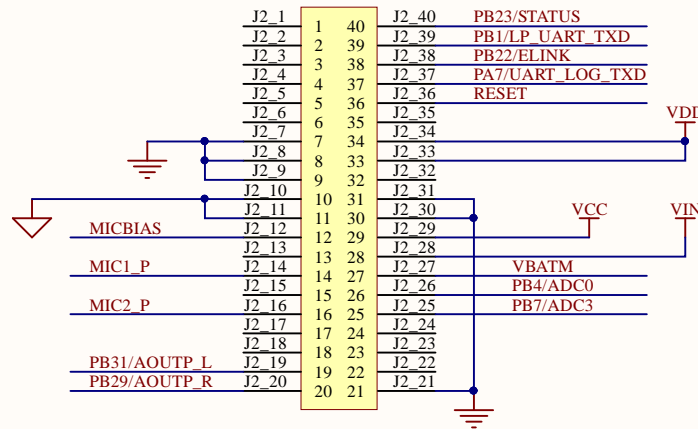 J2_1 1 40 J2_40 PB23/STATUS
J2_2 2 39 J2_39 PB1/LP_UART_TXD
J2_3 3 38 J2_38 PB22/ELINK
J2_4 4 37 J2_37 PA7/UART_LOG_TXD
J2_5 5 36 J2_36 RESET
J2_6 6 35 J2_35
VDD
J2_7 7 34 J2_34
J2_8 8 33 J2_33
J2_9 9 32 J2_32
J2_10 10 31 J2_31
J2_11 11 30 J2_30
VCC VIN
MICBIAS J2_12 12 29 J2_29
J2_13 13 28 J2_28
MIC1_P J2_14 14 27 J2_27 VBATM
J2_15 15 26 J2_26 PB4/ADC0
MIC2_P J2_16 16 25 J2_25 PB7/ADC3
J2_17 17 24 J2_24
J2_18 18 23 J2_23
PB31/AOUTP_L J2_19 19 22 J2_22
PB29/AOUTP_R J2_20 20 21 J2_21